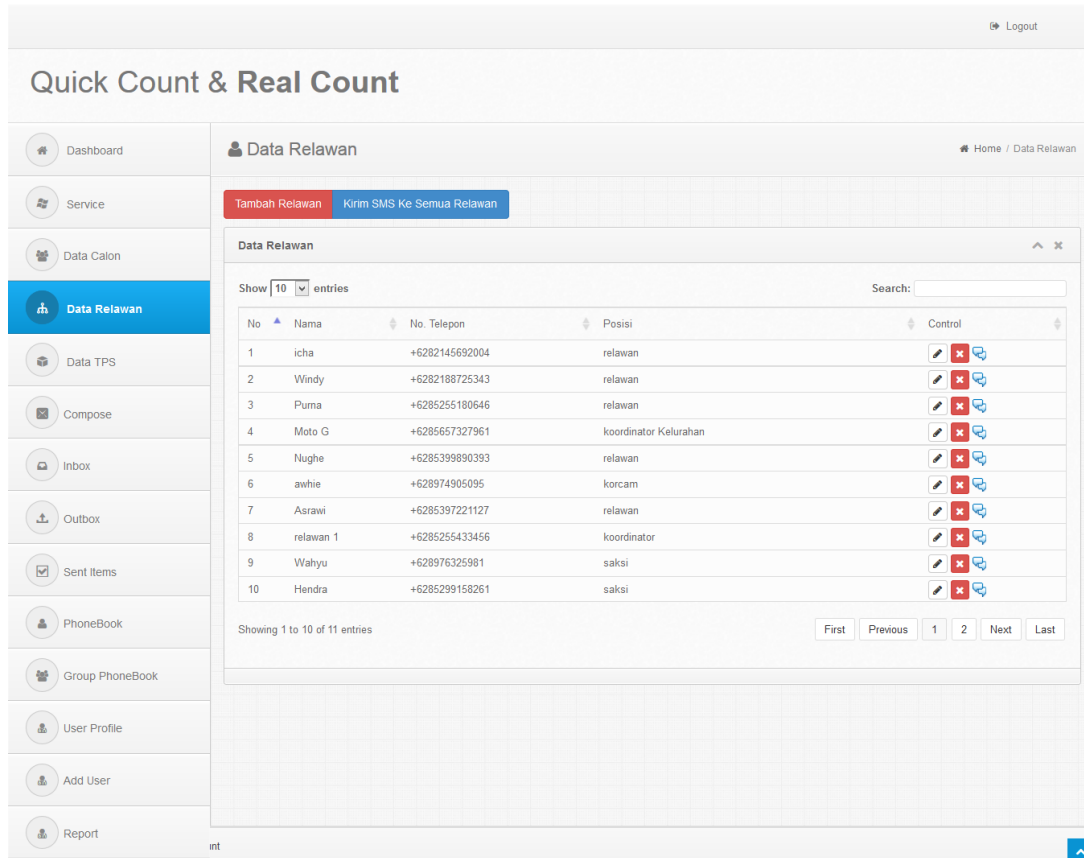 Logout
Quick Count & Real Count
Dashboard
Service
Data Calon
Data Relawan
Data TPS
Compose
Inbox
Outbox
Sent Items
PhoneBook
Group PhoneBook
User Profile
Add User
Report
Data Relawan
Home / Data Relawan
Tambah Relawan Kirim SMS Ke Semua Relawan
Data Relawan
Show 10 entries Search:
No Nama No. Telepon Posisi Control
1 icha +6282145692004 relawan
2 Windy +6282188725343 relawan
3 Purna +6285255180646 relawan
4 Moto G +6285657327961 koordinator Kelurahan
5 Nughe +6285399890393 relawan
6 awhie +628974905095 korcam
7 Asrawi +6285397221127 relawan
8 relawan 1 +6285255433456 koordinator
9 Wahyu +628976325981 saksi
10 Hendra +6285299158261 saksi
Showing 1 to 10 of 11 entries First Previous 1 2 Next Last